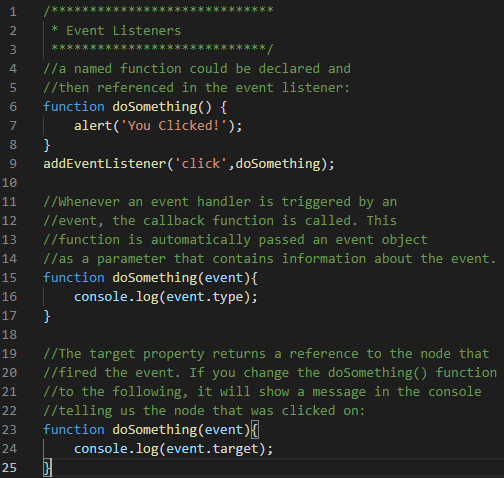 1 /*****************************
2  * Event Listeners
3  ****************************/
4 //a named function could be declared and
5 //then referenced in the event listener:
6 function doSomething() {
7     alert('You Clicked!');
8 }
9 addEventListener('click',doSomething);
10
11 //Whenever an event handler is triggered by an
12 //event, the callback function is called. This
13 //function is automatically passed an event object
14 //as a parameter that contains information about the event.
15 function doSomething(event){
16     console.log(event.type);
17 }
18
19 //The target property returns a reference to the node that
20 //fired the event. If you change the doSomething() function
21 //to the following, it will show a message in the console
22 //telling us the node that was clicked on:
23 function doSomething(event){
24     console.log(event.target);
25 }